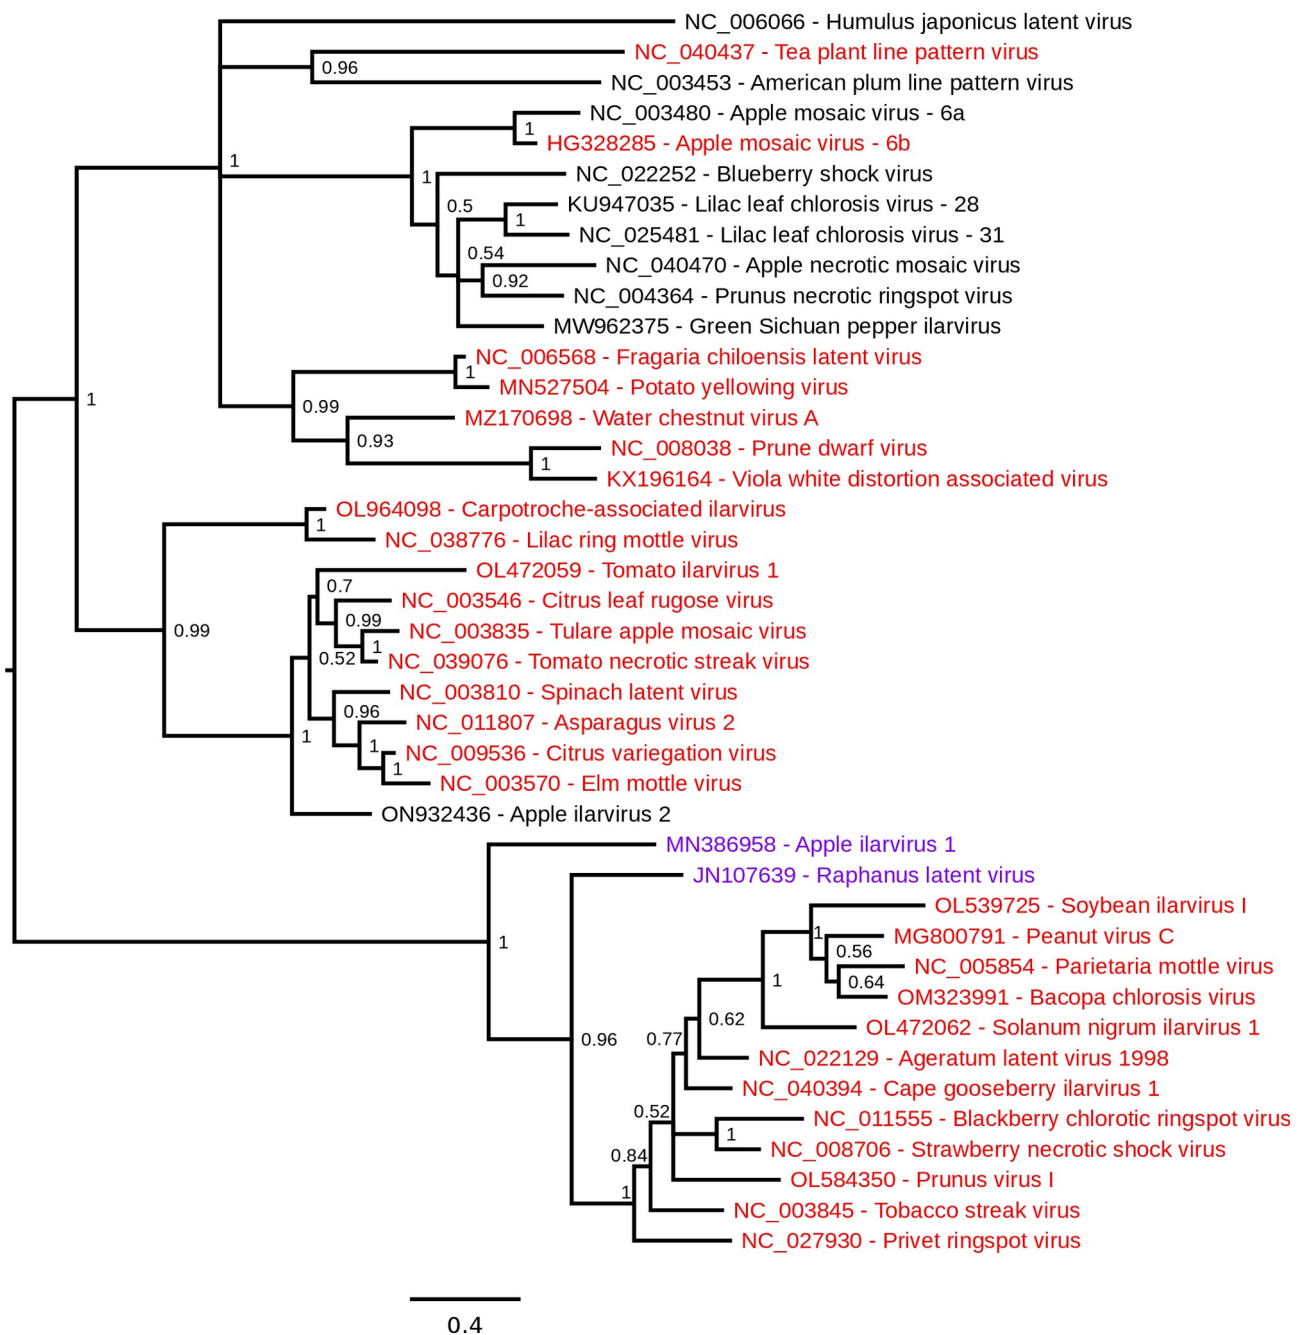 NC_006066 - Humulus japonicus latent virus
NC_040437 - Tea plant line pattern virus
0.96
NC_003453 - American plum line pattern virus
NC_003480 - Apple mosaic virus - 6a
1
HG328285 - Apple mosaic virus - 6b
1
NC_022252 - Blueberry shock virus
1
KU947035 - Lilac leaf chlorosis virus - 28
0.5
1
NC_025481 - Lilac leaf chlorosis virus - 31
0.54
NC_040470 - Apple necrotic mosaic virus
0.92
NC_004364 - Prunus necrotic ringspot virus
MW962375 - Green Sichuan pepper ilarvirus
NC_006568 - Fragaria chiloensis latent virus
1
MN527504 - Potato yellowing virus
1
0.99
MZ170698 - Water chestnut virus A
0.93
NC_008038 - Prune dwarf virus
1
KX196164 - Viola white distortion associated virus
OL964098 - Carpotroche-associated ilarvirus
1
NC_038776 - Lilac ring mottle virus
OL472059 - Tomato ilarvirus 1
0.7
NC_003546 - Citrus leaf rugose virus
0.99
0.99
NC_003835 - Tulare apple mosaic virus
1
0.52
NC_039076 - Tomato necrotic streak virus
NC_003810 - Spinach latent virus
0.96
NC_011807 - Asparagus virus 2
1
1
NC_009536 - Citrus variegation virus
1
NC_003570 - Elm mottle virus
ON932436 - Apple ilarvirus 2
MN386958 - Apple ilarvirus 1
JN107639 - Raphanus latent virus
OL539725 - Soybean ilarvirus I
1
MG800791 - Peanut virus C
1
0.56
NC_005854 - Parietaria mottle virus
1
0.64
OM323991 - Bacopa chlorosis virus
0.62
OL472062 - Solanum nigrum ilarvirus 1
0.96
0.77
NC_022129 - Ageratum latent virus 1998
NC_040394 - Cape gooseberry ilarvirus 1
0.52
NC_011555 - Blackberry chlorotic ringspot virus
1
NC_008706 - Strawberry necrotic shock virus
0.84
OL584350 - Prunus virus I
1
NC_003845 - Tobacco streak virus
NC_027930 - Privet ringspot virus
0.4